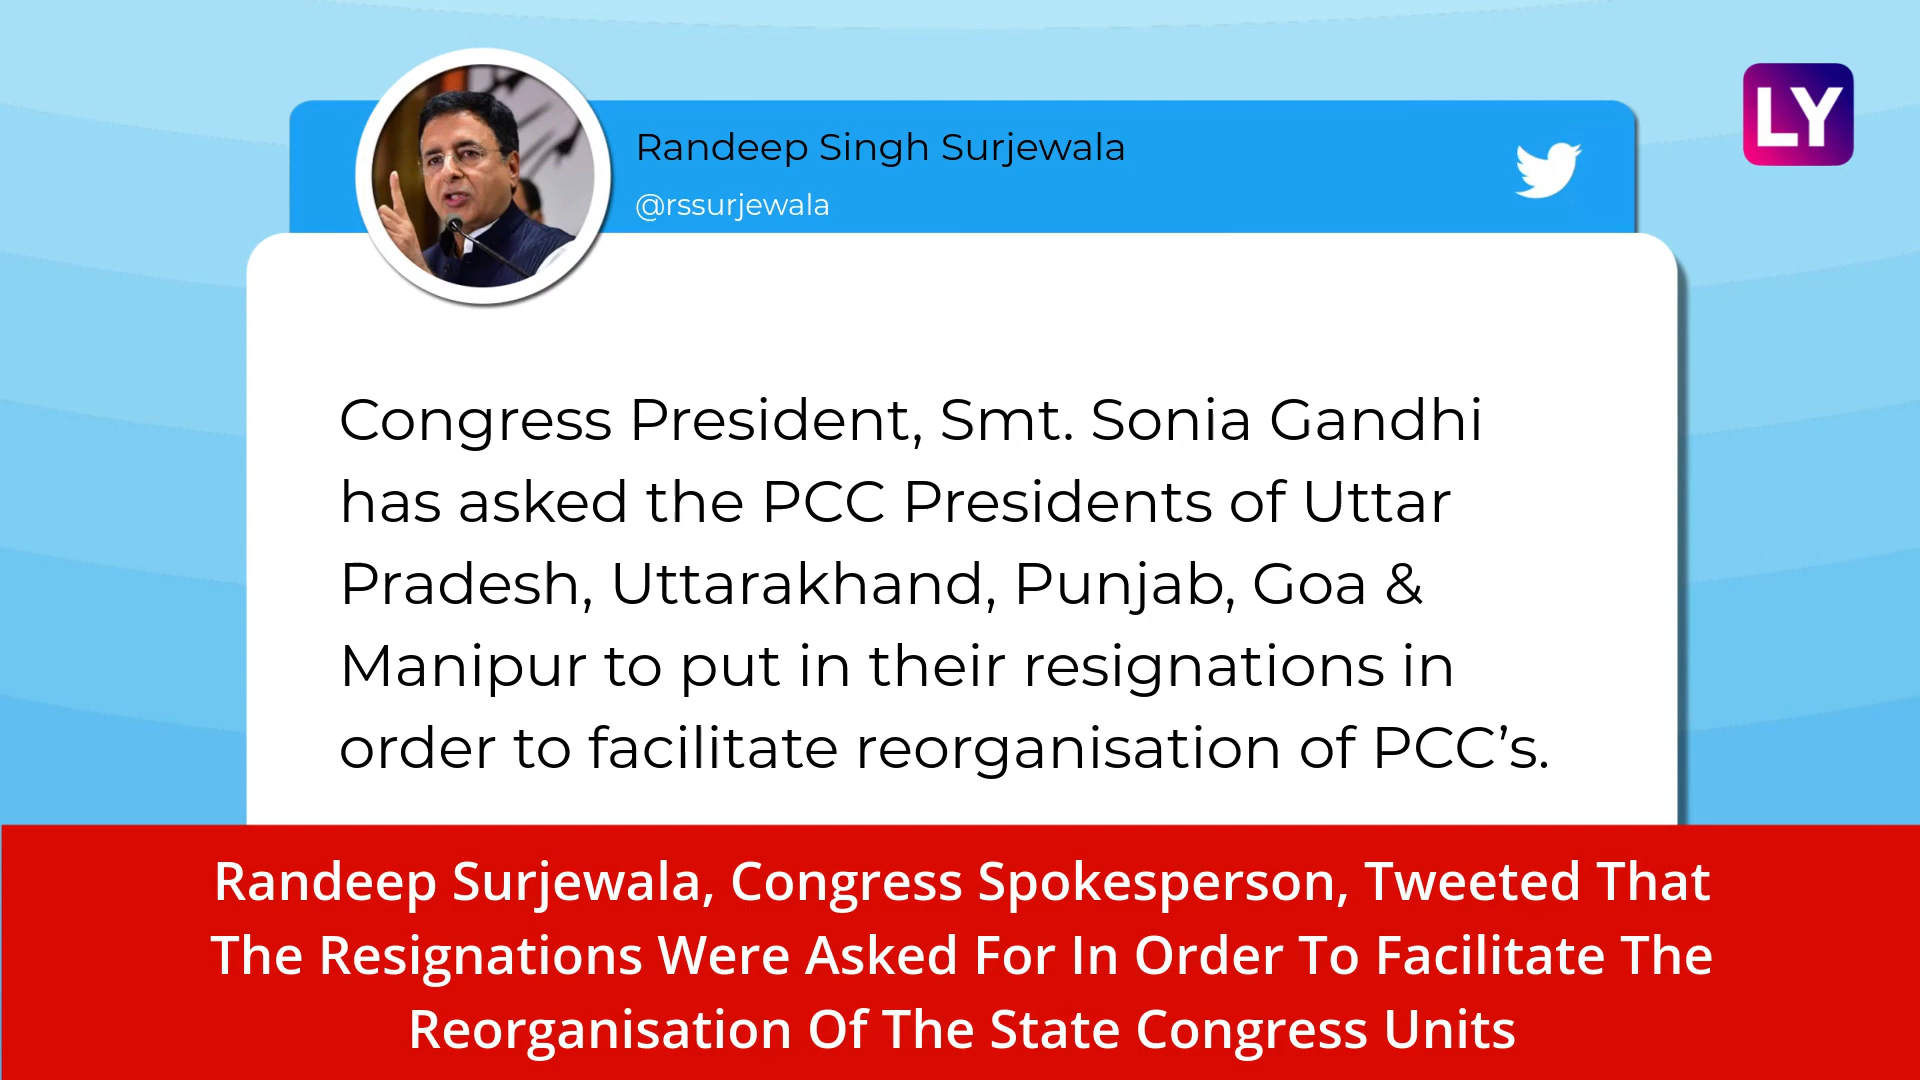 LY
Randeep Singh Surjewala
@rssurjewala
Congress President, Smt. Sonia Gandhi
has asked the PCC Presidents of Uttar
Pradesh, Uttarakhand, Punjab, Goa &
Manipur to put in their resignations in
order to facilitate reorganisation of PCC’s.
Randeep Surjewala, Congress Spokesperson, Tweeted That
The Resignations Were Asked For In Order To Facilitate The
Reorganisation Of The State Congress Units